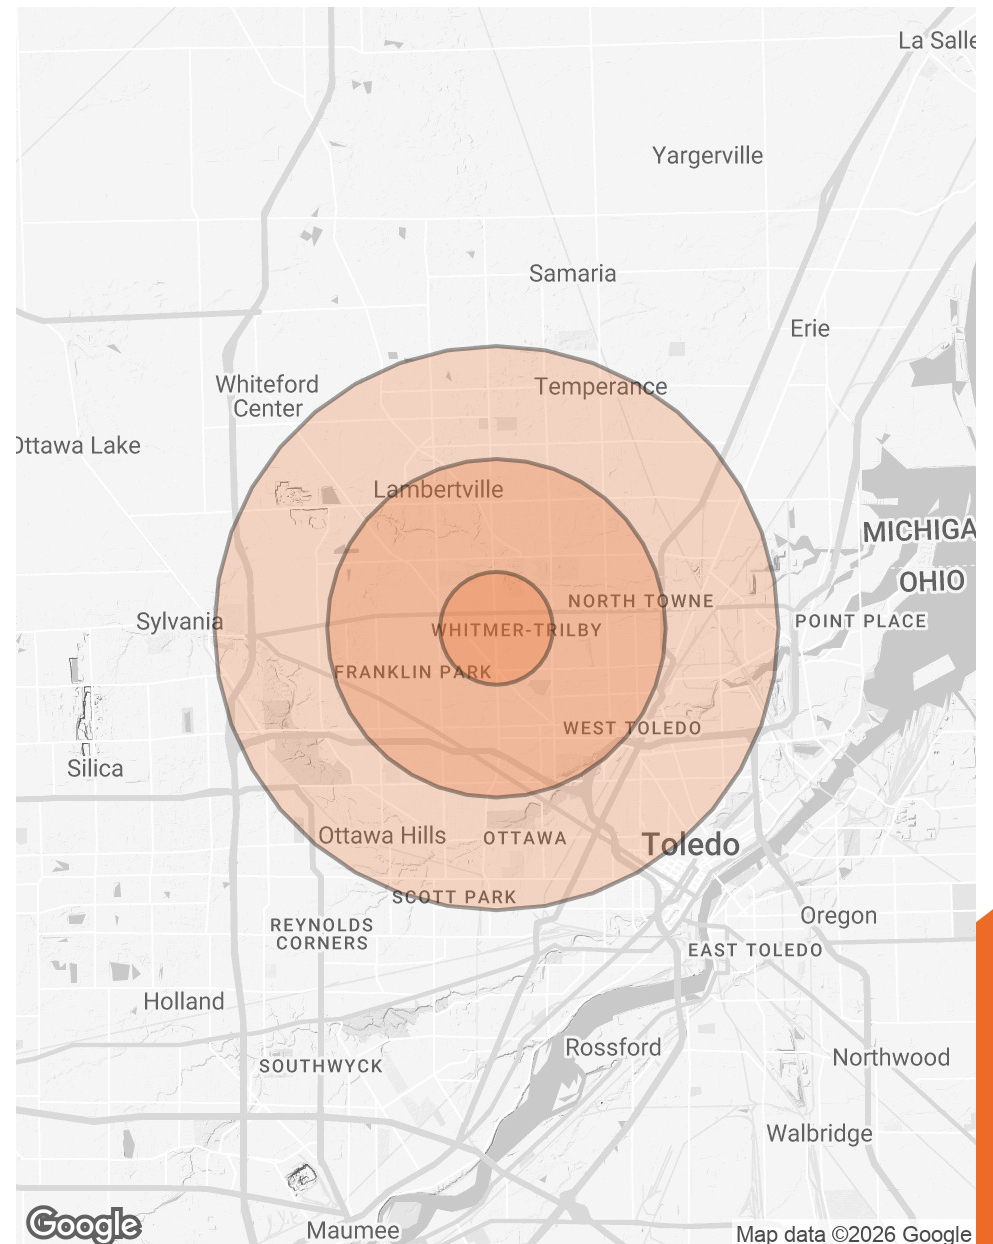 La Salle
Yargerville
Samaria
Erie
Whiteford
Center
Temperance
Ottawa Lake
Lambertville
MICHIGA
OHIO
NORTH TOWNE
Sylvania
WHITMER-TRILBY
POINT PLACE
FRANKLIN PARK
WEST TOLEDO
Silica
Ottawa Hills
OTTAWA
Toledo
SCOTT PARK
REYNOLDS
CORNERS
Oregon
EAST TOLEDO
Holland
Rossford
Northwood
SOUTHWYCK
Walbridge
Maumee
Google
Map data ©2026 Google